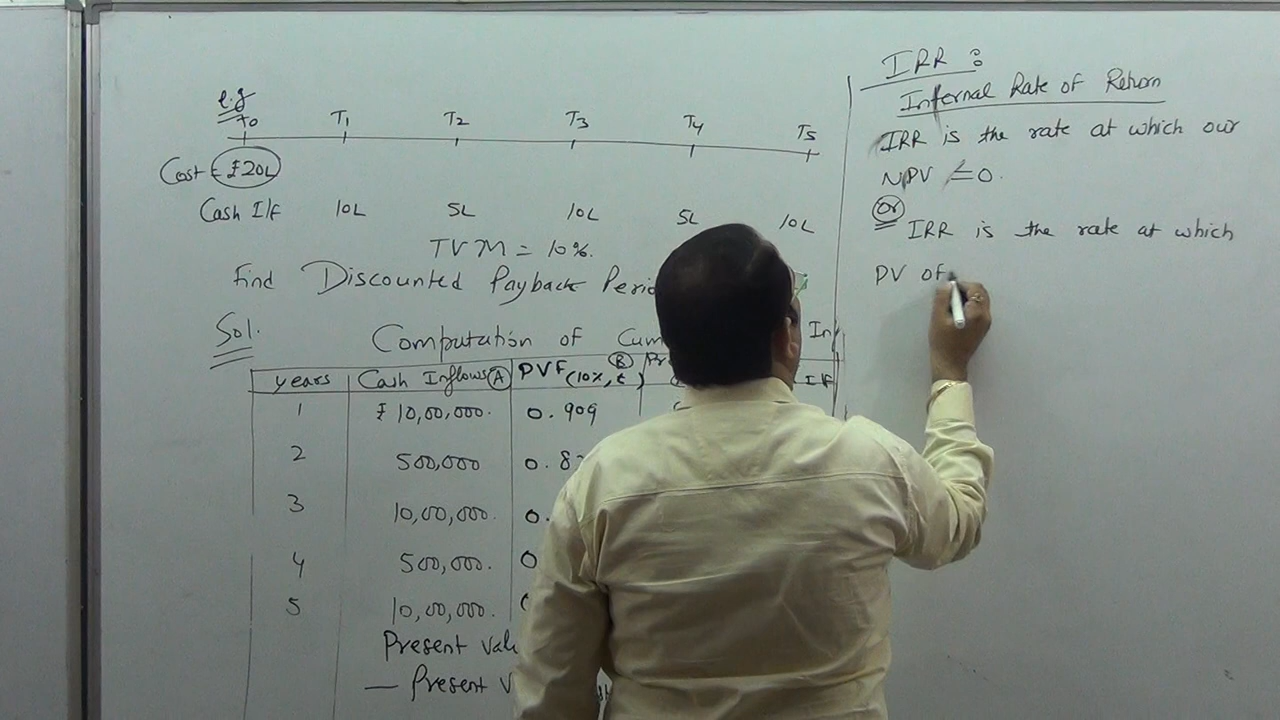 e.g
T0 T1 T2 T3 T4 T5
Cost ₹20L
Cash I/F 10L 5L 10L 5L 10L
TVM = 10%.
Find Discounted Payback
Sol.
Computation of
years Cash Inflows (A) PVF (10%, t) (B) I/F
1 ₹ 10,00,000. 0.909
2 500,000
3 10,00,000.
4 500,000.
5 10,00,000.
Present
— Present
IRR :
Internal Rate of Return
IRR is the rate at which our
NPV = 0.
Or
IRR is the rate at which
PV of